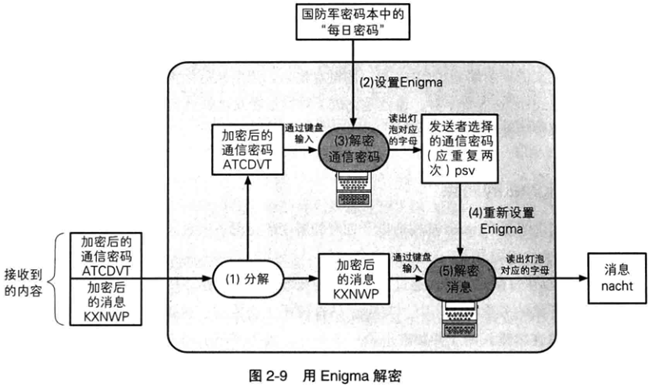 国防军密码本中的
“每日密码”
(2)设置Enigma
加密后的
通信密码
ATCDVT
通过键盘
输入
(3)解密
通信密码
读出灯
泡对应
的字母
发送者选择
的通信密码
(应重复两
次) psv
(4)重新设置
Enigma
接收到
的内容
加密后的
通信密码
ATCDVT
加密后
的消息
KXNWP
(1) 分解
加密后
的消息
KXNWP
通过键盘
输入
(5)解密
消息
读出灯泡
对应的字母
消息
nacht
图 2-9 用 Enigma 解密